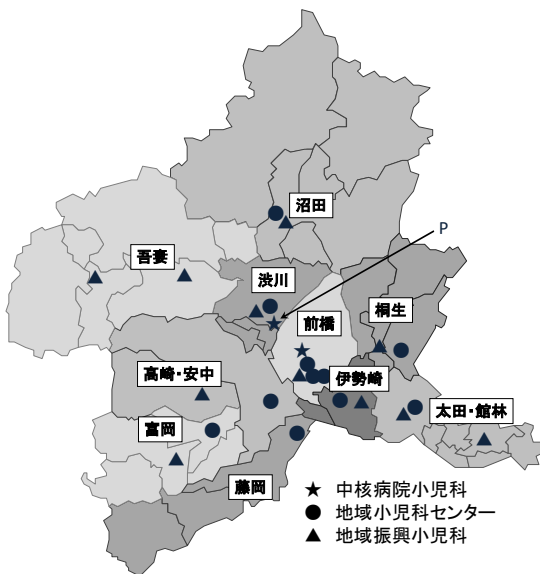 沼田
P
吾妻
渋川
桐生
前橋
高崎・安中
伊勢崎
太田・館林
富岡
藤岡
★ 中核病院小児科
● 地域小児科センター
▲ 地域振興小児科